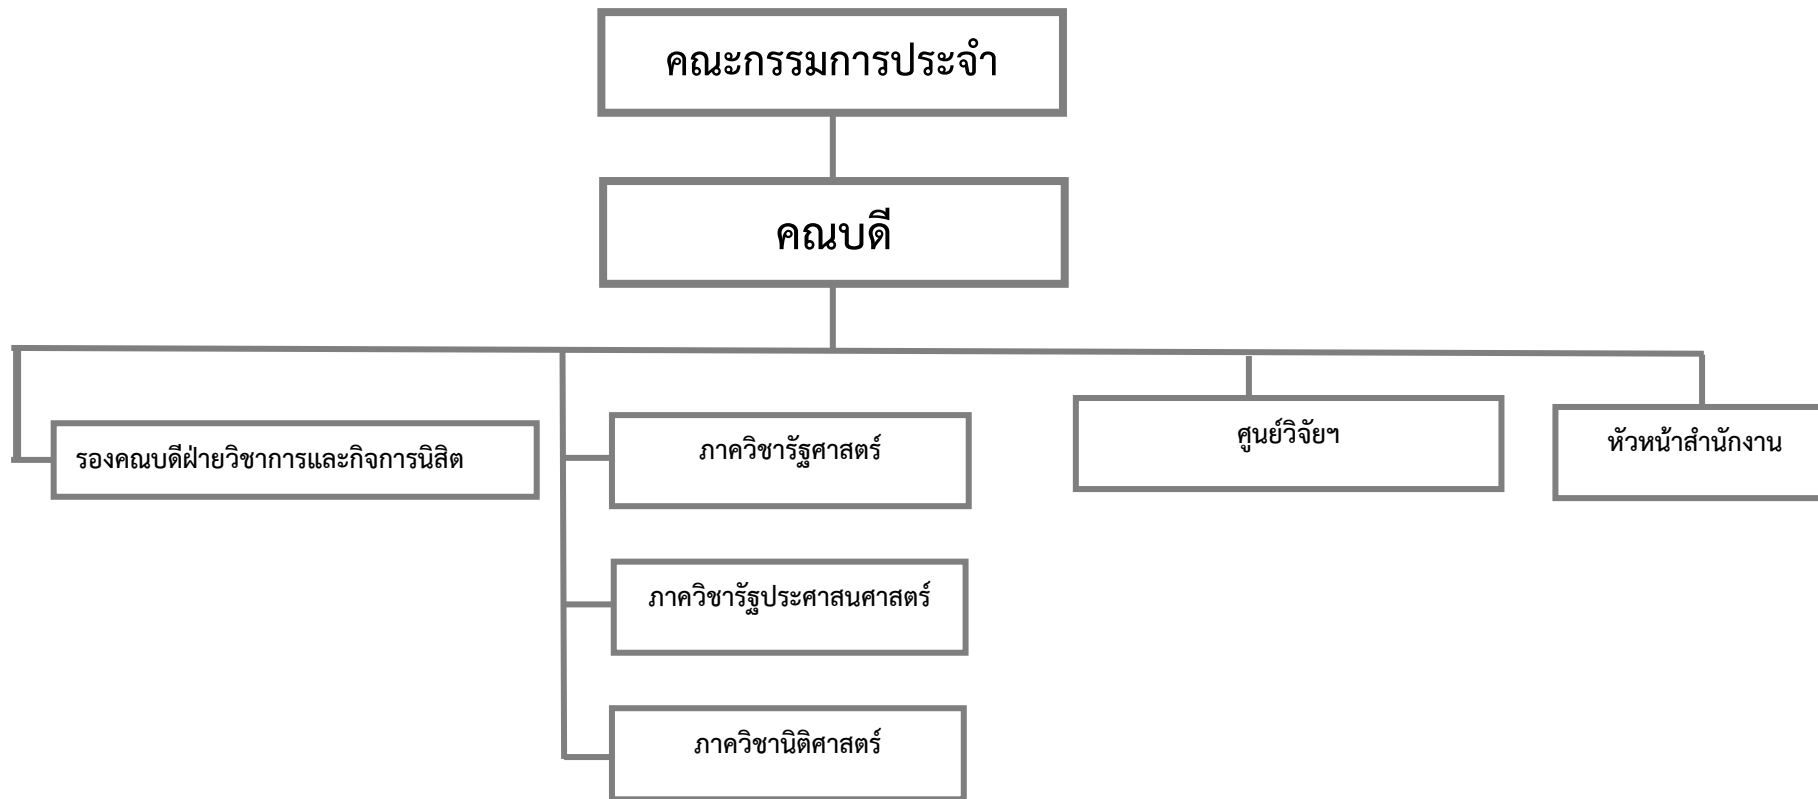 คณะกรรมการประจำ
คณบดี
รองคณบดีฝ่ายวิชาการและกิจการนิสิต
ภาควิชารัฐศาสตร์
ศูนย์วิจัยฯ
หัวหน้าสำนักงาน
ภาควิชารัฐประศาสนศาสตร์
ภาควิชานิติศาสตร์